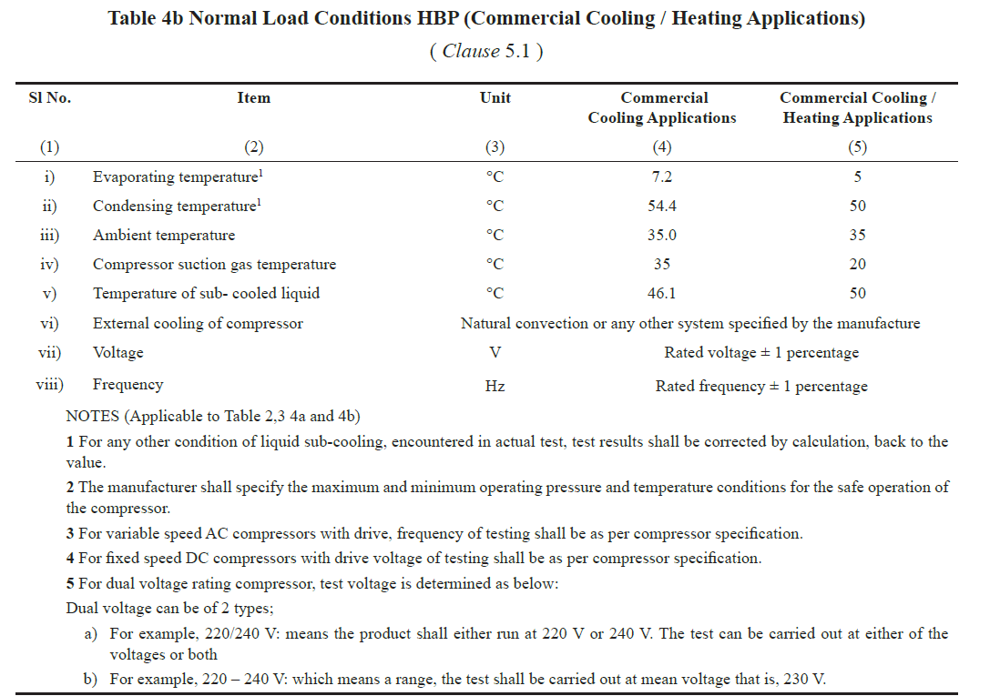 Table 4b Normal Load Conditions HBP (Commercial Cooling / Heating Applications)
( Clause 5.1 )
Sl No. Item Unit Commercial Cooling Applications Commercial Cooling / Heating Applications
(1) (2) (3) (4) (5)
i) Evaporating temperature1 °C 7.2 5
ii) Condensing temperature1 °C 54.4 50
iii) Ambient temperature °C 35.0 35
iv) Compressor suction gas temperature °C 35 20
v) Temperature of sub- cooled liquid °C 46.1 50
vi) External cooling of compressor Natural convection or any other system specified by the manufacture
vii) Voltage V Rated voltage ± 1 percentage
viii) Frequency Hz Rated frequency ± 1 percentage
NOTES (Applicable to Table 2,3 4a and 4b)
1 For any other condition of liquid sub-cooling, encountered in actual test, test results shall be corrected by calculation, back to the
value.
2 The manufacturer shall specify the maximum and minimum operating pressure and temperature conditions for the safe operation of
the compressor.
3 For variable speed AC compressors with drive, frequency of testing shall be as per compressor specification.
4 For fixed speed DC compressors with drive voltage of testing shall be as per compressor specification.
5 For dual voltage rating compressor, test voltage is determined as below:
Dual voltage can be of 2 types;
a) For example, 220/240 V: means the product shall either run at 220 V or 240 V. The test can be carried out at either of the
voltages or both
b) For example, 220 – 240 V: which means a range, the test shall be carried out at mean voltage that is, 230 V.